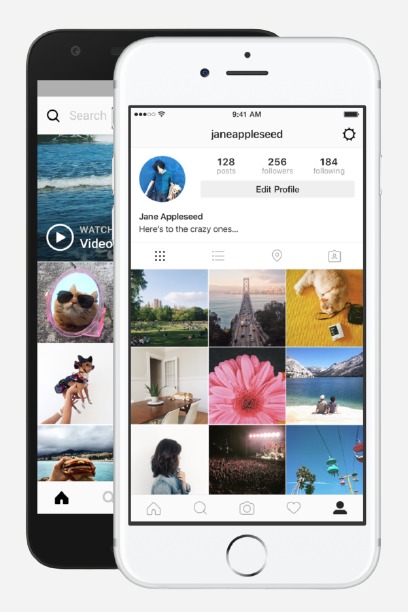 Search
WATCH
Video
9:41 AM
janeappleseed
128 256 184
posts followers following
Edit Profile
Jane Appleseed
Here's to the crazy ones...